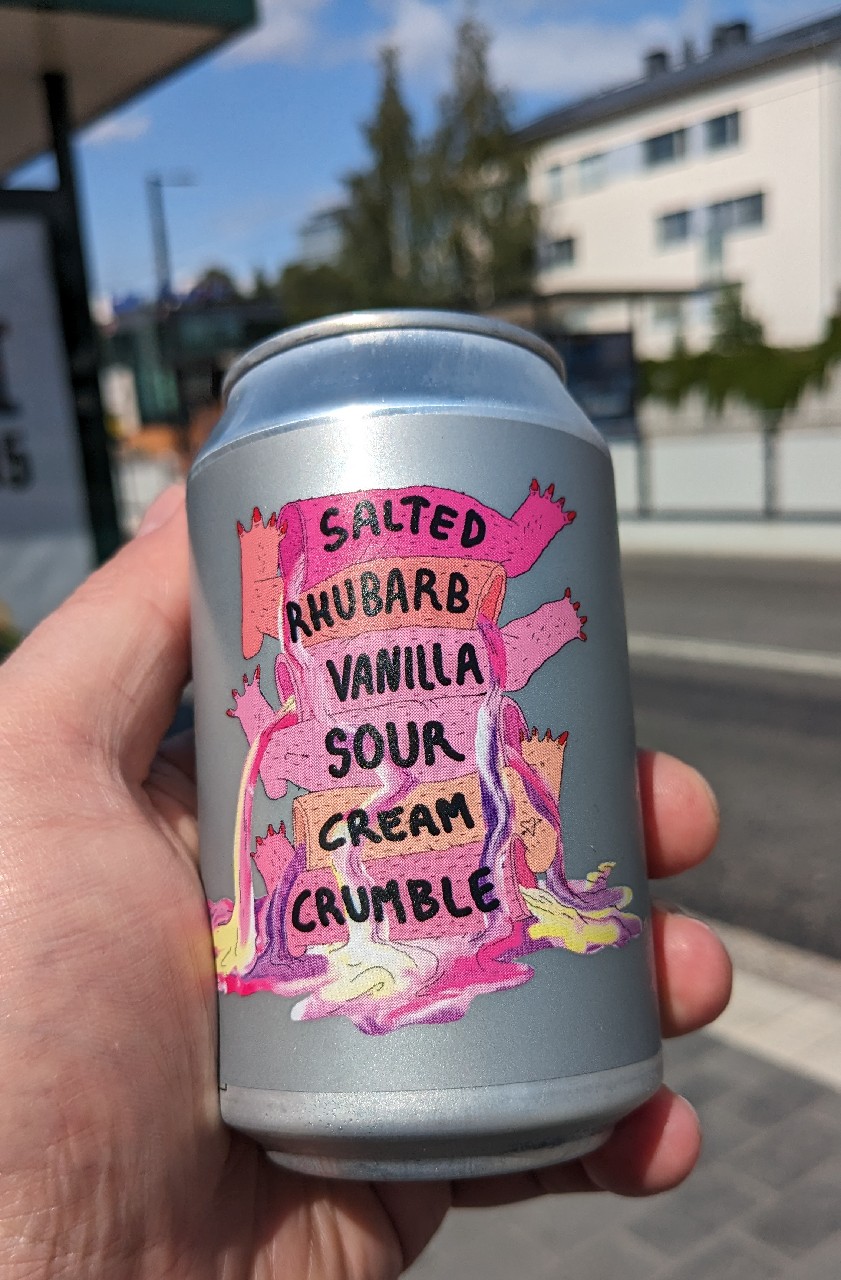 SALTED
RHUBARB
VANILLA
SOUR
CREAM
CRUMBLE